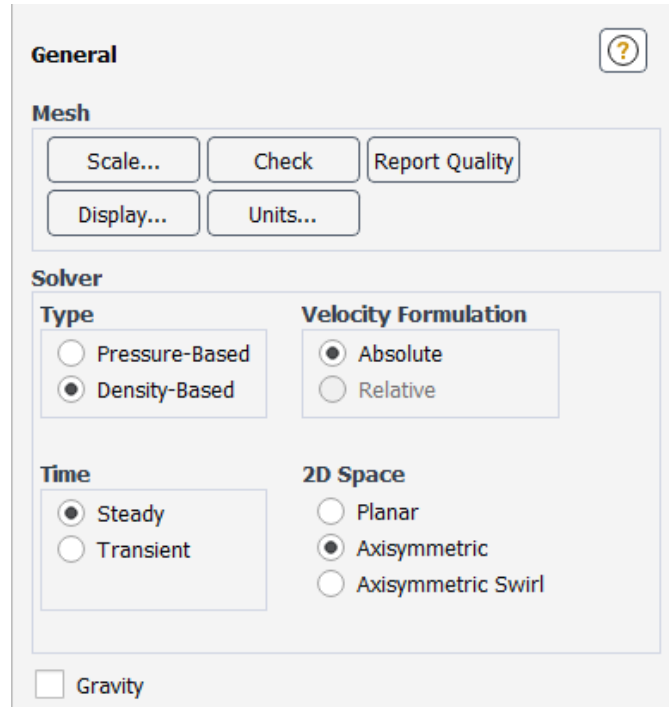 General
?
Mesh
Scale... Check Report Quality
Display... Units...
Solver
Type
Pressure-Based
Density-Based
Velocity Formulation
Absolute
Relative
Time
Steady
Transient
2D Space
Planar
Axisymmetric
Axisymmetric Swirl
Gravity